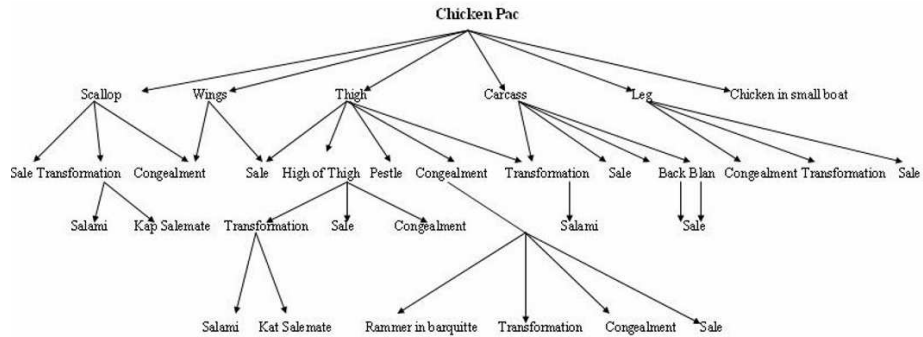 Chicken Pac
Scallop Wings Thigh Carcass Leg Chicken in small boat
Sale Transformation Congealment Sale High of Thigh Pestle Congealment Transformation Sale Back Blan Congealment Transformation Sale
Salami Kap Salemate Transformation Sale Congealment Salami Sale
Salami Kat Salemate Rammer in barquitte Transformation Congealment Sale